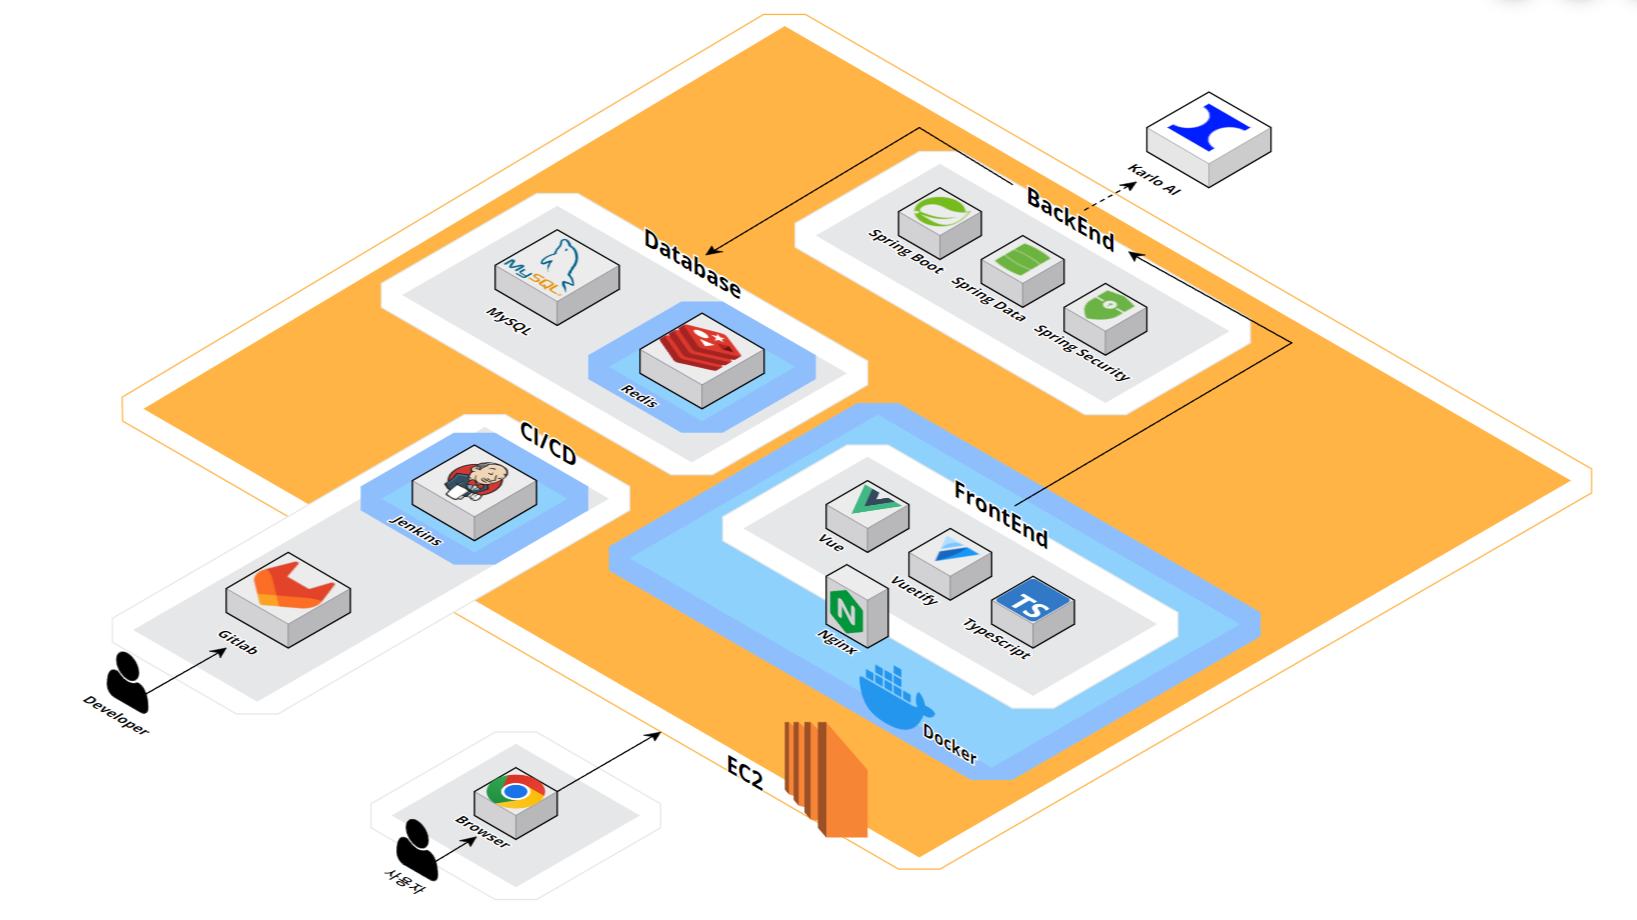 Karlo AI
BackEnd
Spring Boot
Spring Data
Spring Security
Database
MySQL
MySQL
Redis
CI/CD
Jenkins
Gitlab
Developer
FrontEnd
Vue
Vuetify
TS
TypeScript
N
Nginx
Docker
EC2
Browser
사용자